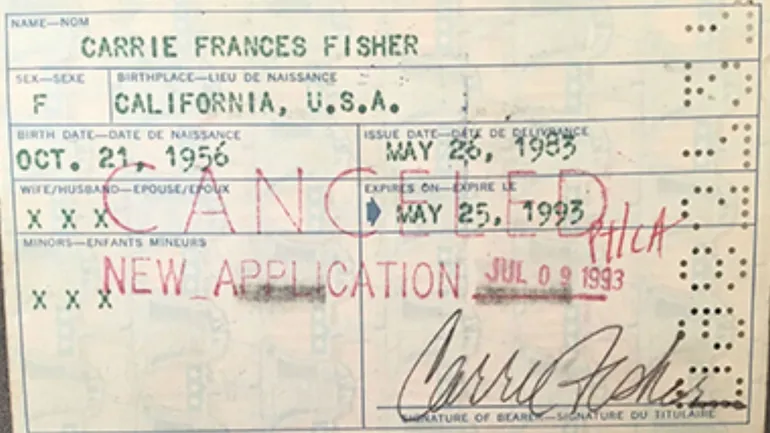 NAME—NOM
CARRIE FRANCES FISHER
SEX—SEXE BIRTHPLACE—LIEU DE NAISSANCE
F CALIFORNIA, U.S.A.
BIRTH DATE—DATE DE NAISSANCE ISSUE DATE—DATE DE DELIVRANCE
OCT. 21, 1956 MAY 26, 1983
WIFE/HUSBAND—EPOUSE/EPOUX EXPIRES ON—EXPIRE LE
CANCELED
X X X MAY 25, 1993
PHILA
MINORS—ENFANTS MINEURS
NEW APPLICATION JUL 09 1993
X X X
Carrie Fisher
SIGNATURE OF BEARER—SIGNATURE DU TITULAIRE